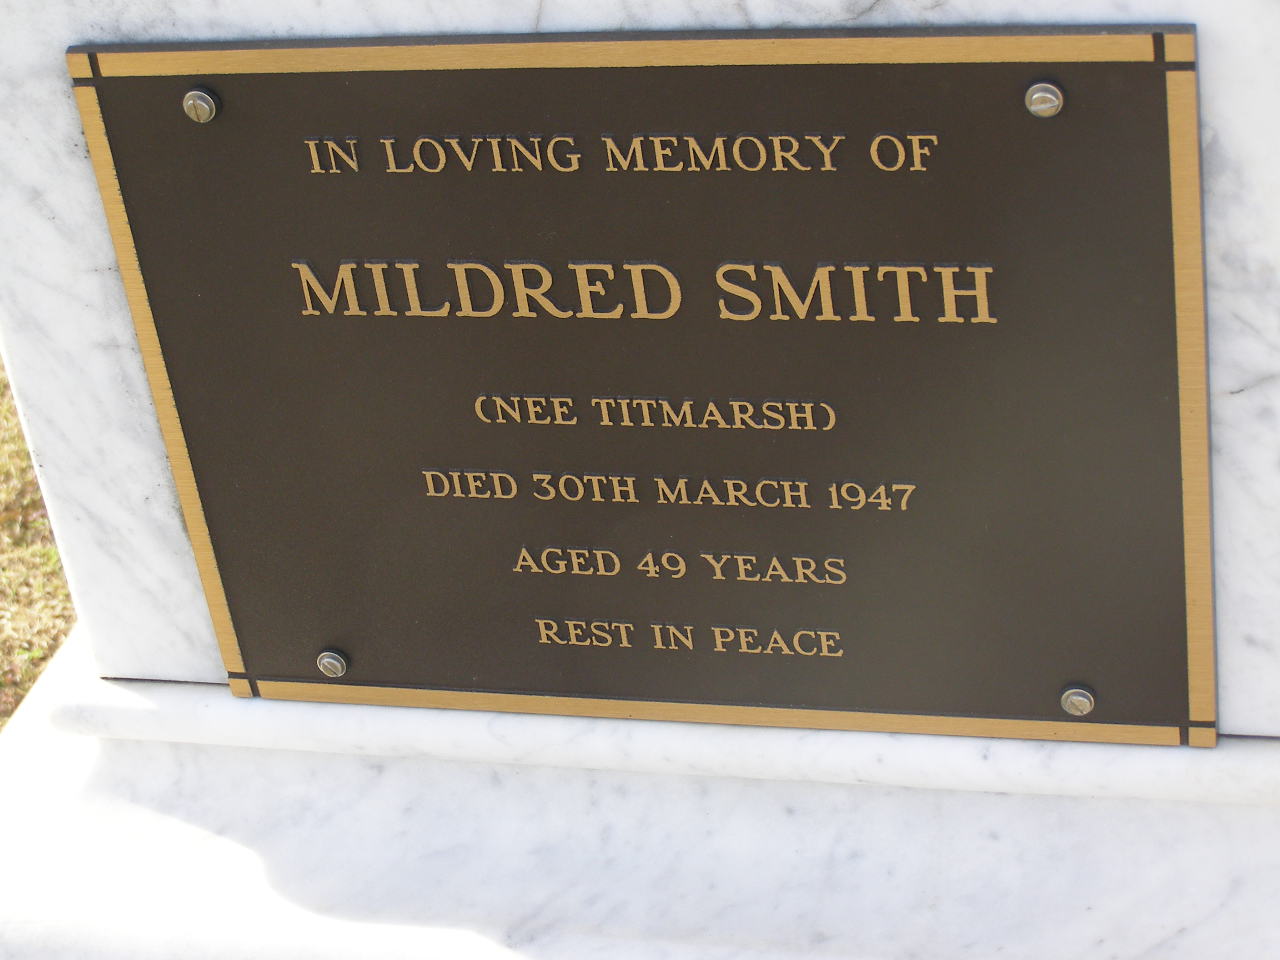 IN LOVING MEMORY OF
MILDRED SMITH
(NEE TITMARSH)
DIED 30TH MARCH 1947
AGED 49 YEARS
REST IN PEACE